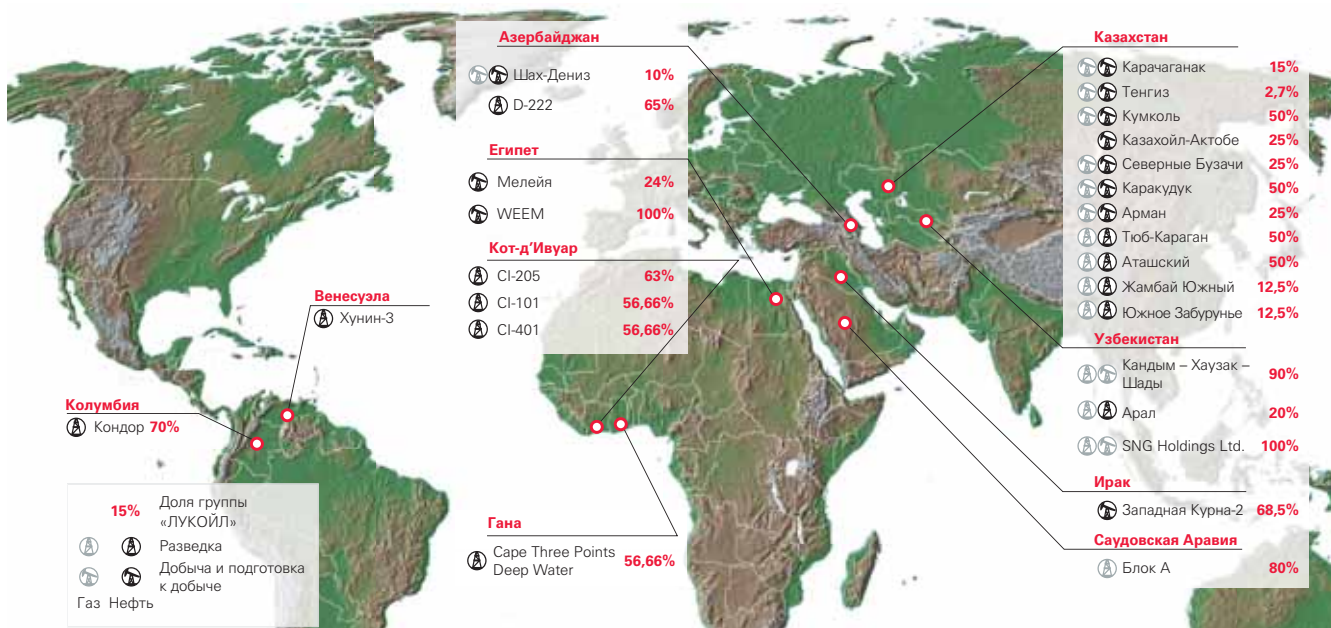 Азербайджан
Шах-Дениз 10%
D-222 65%
Египет
Мелейя 24%
WEEM 100%
Кот-д'Ивуар
CI-205 63%
CI-101 56,66%
CI-401 56,66%
Венесуэла
Хунин-3
Колумбия
Кондор 70%
15% Доля группы
«ЛУКОЙЛ»
Разведка
Добыча и подготовка
к добыче
Газ Нефть
Гана
Cape Three Points
Deep Water 56,66%
Казахстан
Карачаганак 15%
Тенгиз 2,7%
Кумколь 50%
Казахойл-Актобе 25%
Северные Бузачи 25%
Каракудук 50%
Арман 25%
Тюб-Караган 50%
Аташский 50%
Жамбай Южный 12,5%
Южное Забурунье 12,5%
Узбекистан
Кандым – Хаузак –
Шады 90%
Арал 20%
SNG Holdings Ltd. 100%
Ирак
Западная Курна-2 68,5%
Саудовская Аравия
Блок А 80%